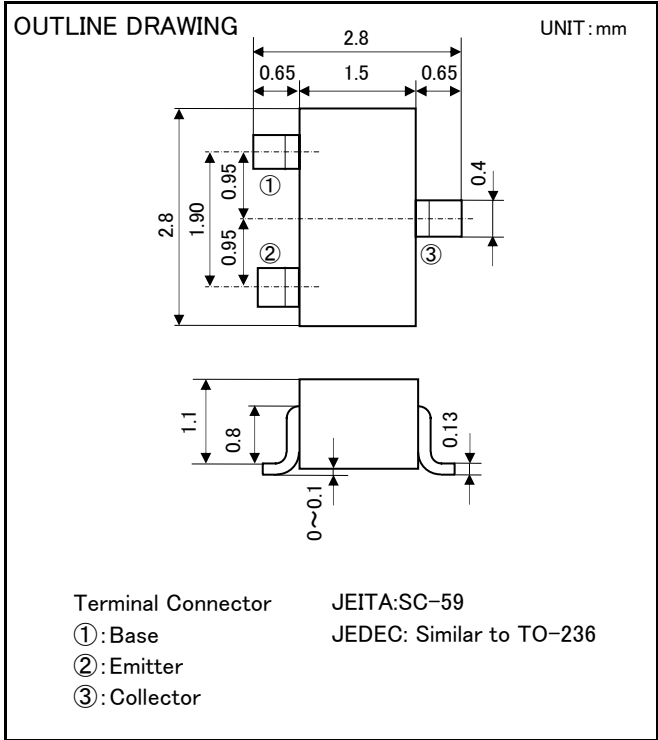 OUTLINE DRAWING
UNIT:mm
2.8
0.65 1.5 0.65
2.8
1.90
0.95
0.95
①
②
③
0.4
1.1
0.8
0~0.1
0.13
Terminal Connector
①:Base
②:Emitter
③:Collector
JEITA:SC-59
JEDEC: Similar to TO-236